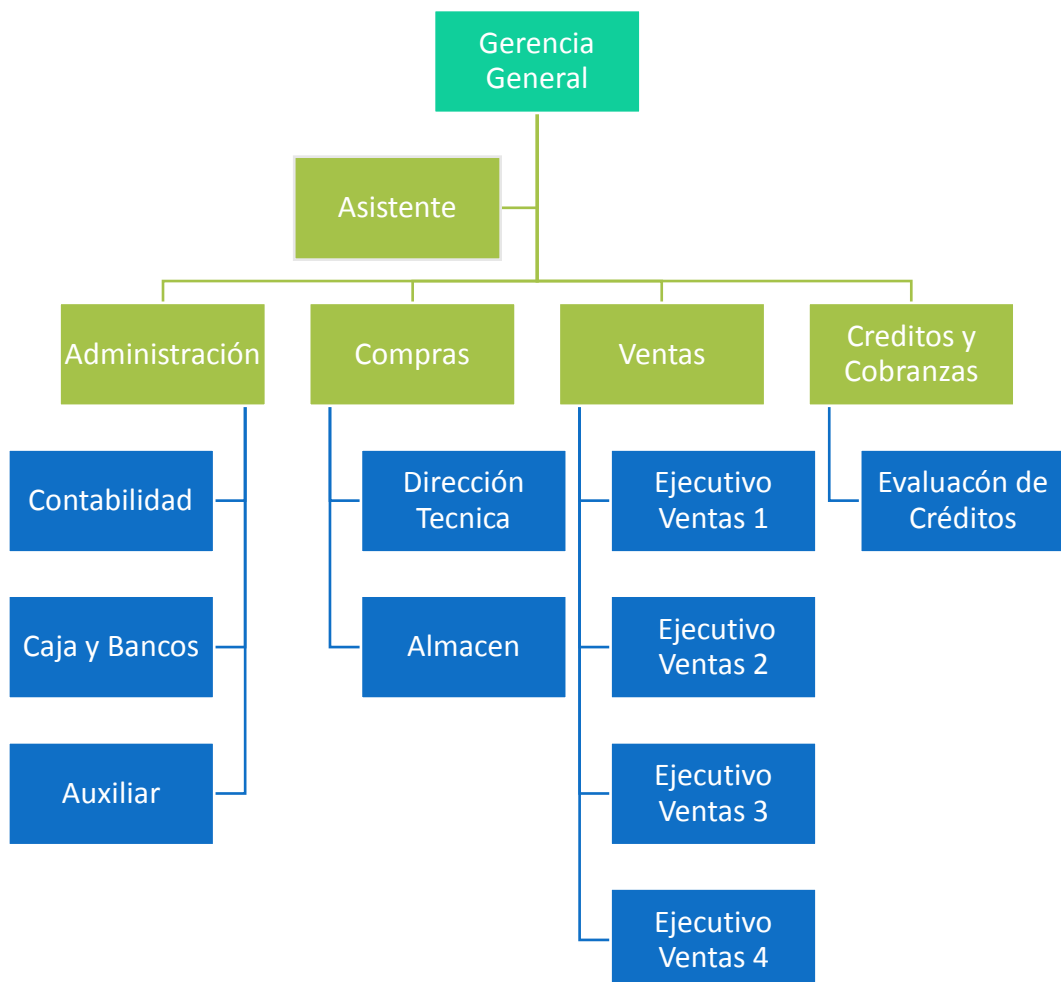 Gerencia
General
Asistente
Administración
Compras
Ventas
Creditos y
Cobranzas
Contabilidad
Dirección
Tecnica
Ejecutivo
Ventas 1
Evaluacón de
Créditos
Caja y Bancos
Almacen
Ejecutivo
Ventas 2
Auxiliar
Ejecutivo
Ventas 3
Ejecutivo
Ventas 4